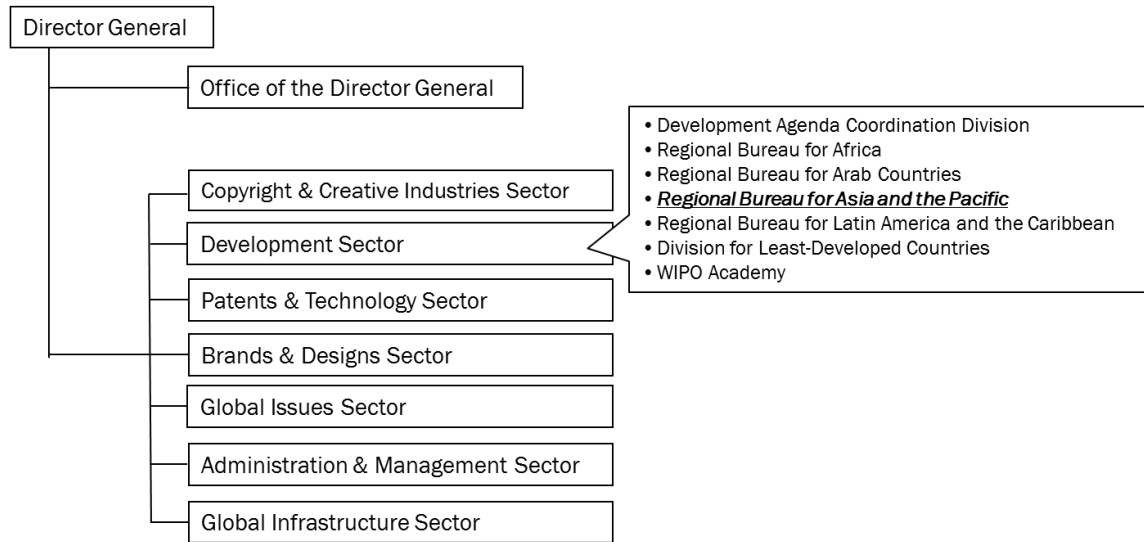 Director General
Office of the Director General
Copyright & Creative Industries Sector
Development Sector
• Development Agenda Coordination Division
• Regional Bureau for Africa
• Regional Bureau for Arab Countries
• Regional Bureau for Asia and the Pacific
• Regional Bureau for Latin America and the Caribbean
• Division for Least-Developed Countries
• WIPO Academy
Patents & Technology Sector
Brands & Designs Sector
Global Issues Sector
Administration & Management Sector
Global Infrastructure Sector